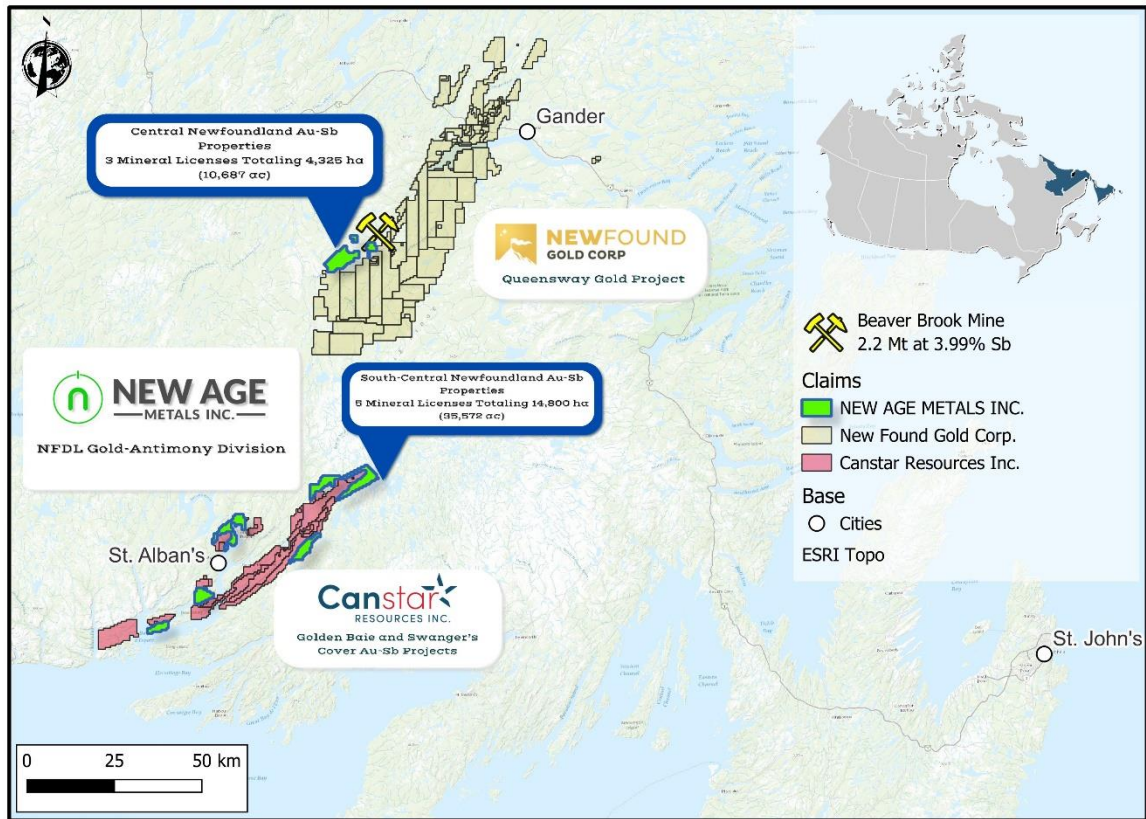 Central Newfoundland Au-Sb
Properties
3 Mineral Licenses Totaling 4,325 ha
(10,687 ac)
Gander
NEWFOUND
GOLD CORP
Queensway Gold Project
n
NEW AGE
METALS INC.
NFDL Gold-Antimony Division
South-Central Newfoundland Au-Sb
Properties
5 Mineral Licenses Totaling 14,800 ha
(35,572 ac)
St. Alban's
Canstar
RESOURCES INC.
Golden Baie and Swanger's
Cover Au-Sb Projects
Beaver Brook Mine
2.2 Mt at 3.99% Sb
Claims
NEW AGE METALS INC.
New Found Gold Corp.
Canstar Resources Inc.
Base
Cities
ESRI Topo
St. John's
0 25 50 km